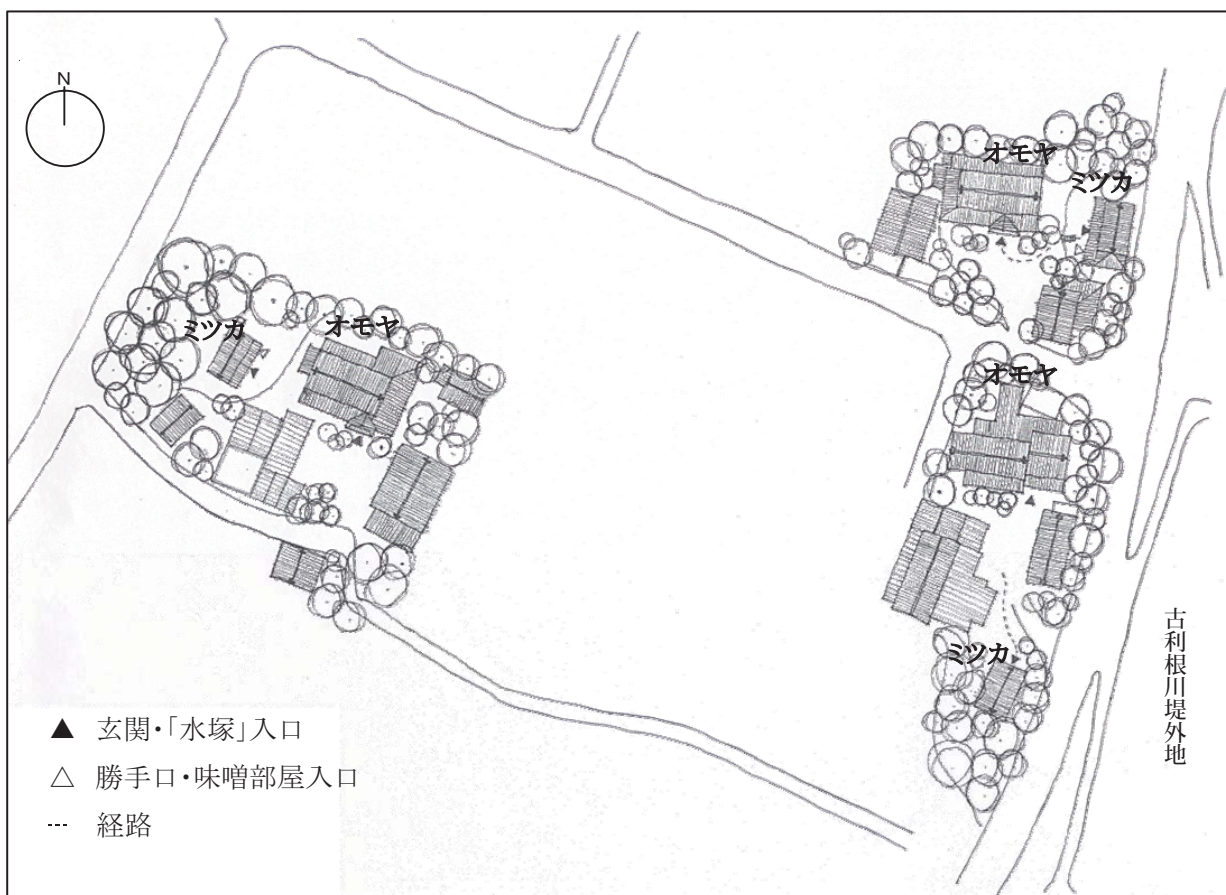 N
オモヤ
ミツカ
ミツカ
オモヤ
オモヤ
ミツカ
古利根川堤外地
▲ 玄関・「水塚」入口
△ 勝手口・味噌部屋入口
--- 経路